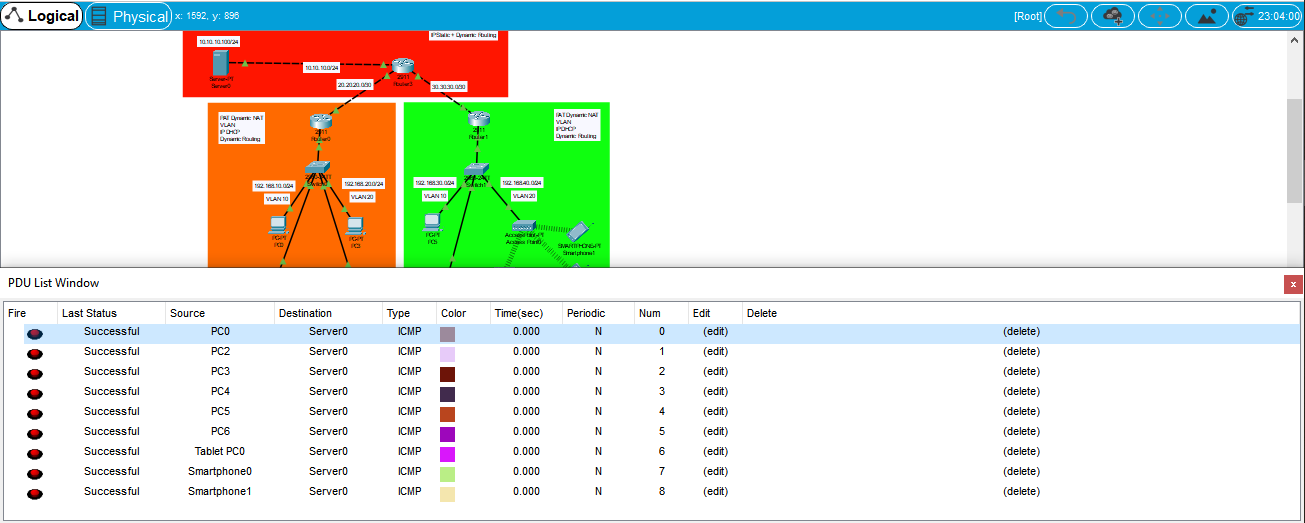 Logical
Physical x: 1592, y: 896
[Root]
23:04:00
10.10.10.100/24
IPStatic + Dynamic Routing
Server-PT
Server0
10.10.10.0/24
2911
20.20.20.0/30
30.30.30.0/30
PAT Dynamic NAT
VLAN
IP DHCP
Dynamic Routing
2911
Router0
2911
Router1
PAT Dynamic NAT
VLAN
IP DHCP
Dynamic Routing
192.168.10.0/24
192.168.20.0/24
VLAN 10
VLAN 20
PC-PT
PC-PT
PC3
192.168.30.0/24
Switch1
192.168.40.0/24
VLAN 10
VLAN 20
PC-PT
PC5
AccessPoint-PT
Access Point0
SMARTPHONE-PT
Smartphone1
PDU List Window
x
Fire Last Status Source Destination Type Color Time(sec) Periodic Num Edit Delete
Successful PC0 Server0 ICMP 0.000 N 0 (edit) (delete)
Successful PC2 Server0 ICMP 0.000 N 1 (edit) (delete)
Successful PC3 Server0 ICMP 0.000 N 2 (edit) (delete)
Successful PC4 Server0 ICMP 0.000 N 3 (edit) (delete)
Successful PC5 Server0 ICMP 0.000 N 4 (edit) (delete)
Successful PC6 Server0 ICMP 0.000 N 5 (edit) (delete)
Successful Tablet PC0 Server0 ICMP 0.000 N 6 (edit) (delete)
Successful Smartphone0 Server0 ICMP 0.000 N 7 (edit) (delete)
Successful Smartphone1 Server0 ICMP 0.000 N 8 (edit) (delete)